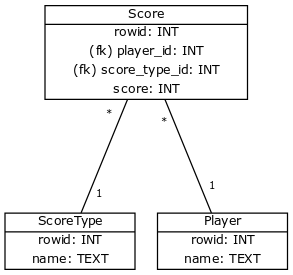 Score
rowid: INT
(fk) player_id: INT
(fk) score_type_id: INT
score: INT
*
*
1
1
ScoreType
rowid: INT
name: TEXT
Player
rowid: INT
name: TEXT